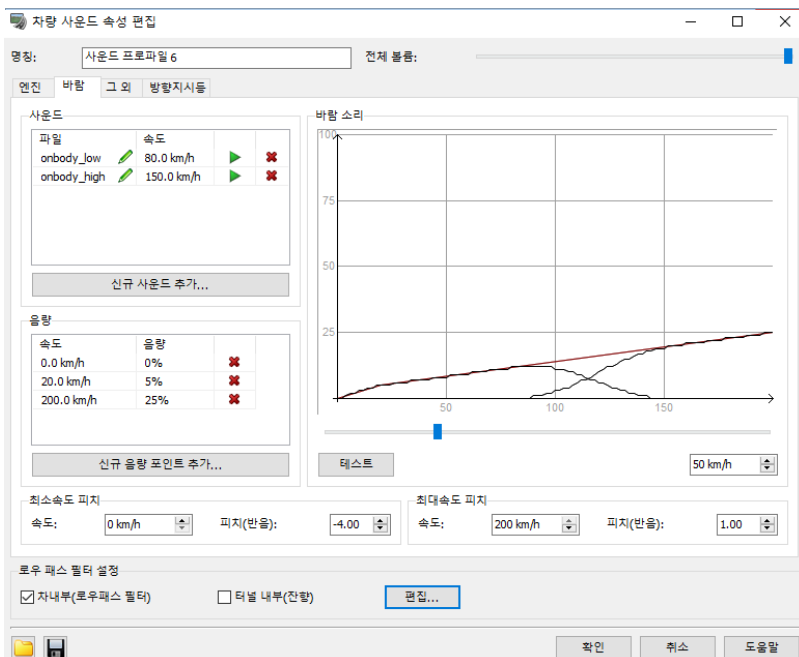 차량 사운드 속성 편집
명칭: 사운드 프로파일 6 전체 볼륨:
엔진 바람 그 외 방향지시등
사운드
파일 속도
onbody_low 80.0 km/h
onbody_high 150.0 km/h
신규 사운드 추가...
음량
속도 음량
0.0 km/h 0%
20.0 km/h 5%
200.0 km/h 25%
신규 음량 포인트 추가...
바람 소리
100
75
50
25
50 100 150
테스트 50 km/h
최소속도 피치
속도: 0 km/h 피치(반음): -4.00
최대속도 피치
속도: 200 km/h 피치(반음): 1.00
로우 패스 필터 설정
차내부(로우패스 필터) 터널 내부(잔향) 편집...
확인 취소 도움말